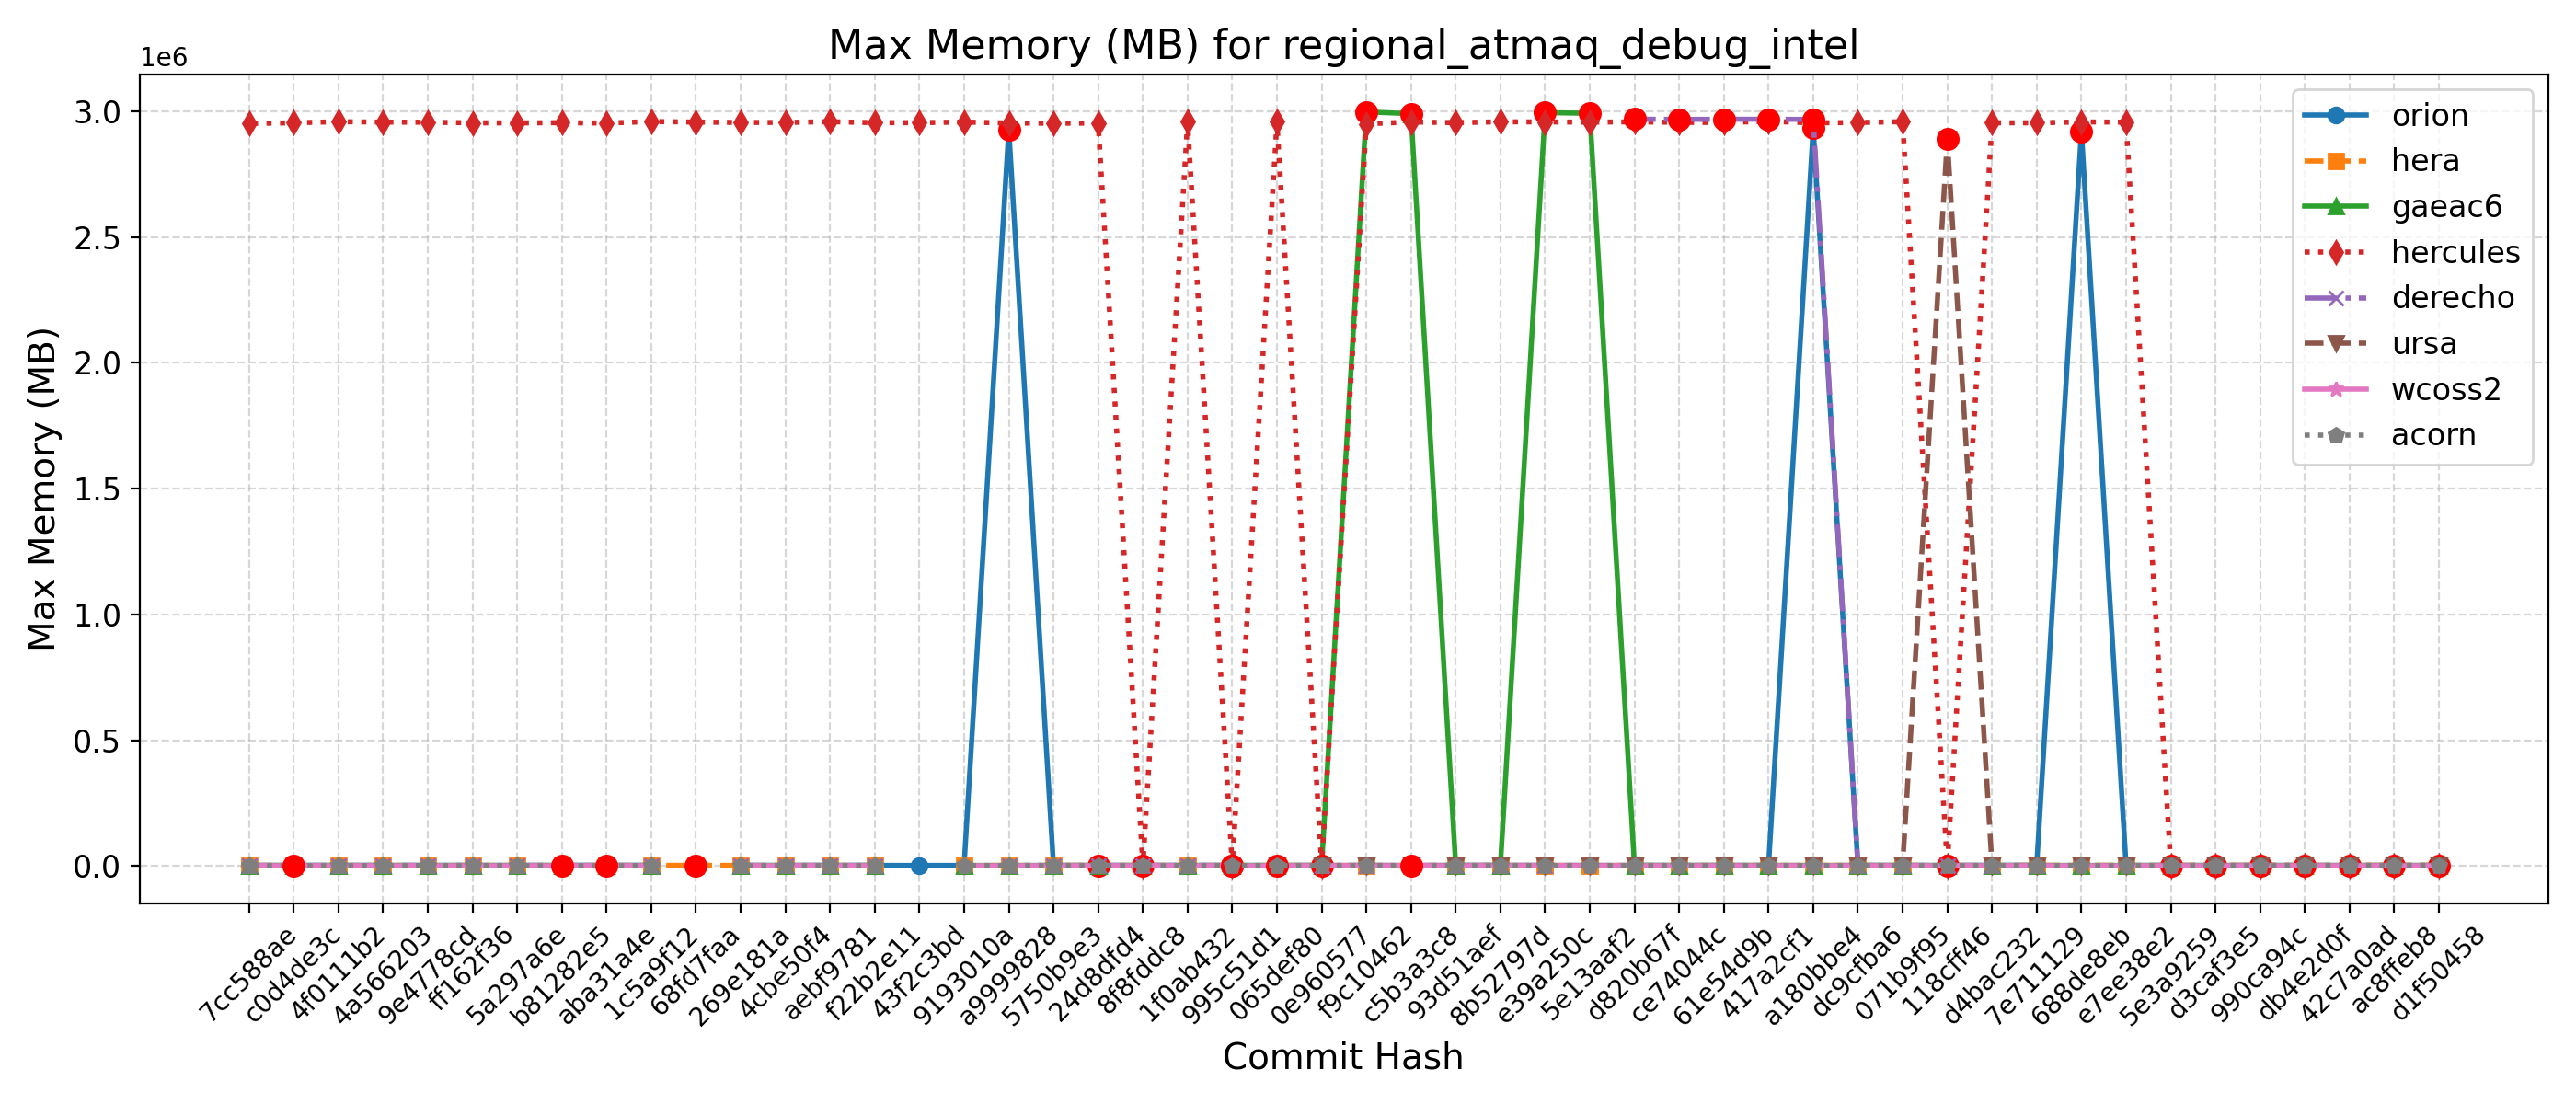 Max Memory (MB) for regional_atmaq_debug_intel
1e6
3.0
2.5
2.0
1.5
1.0
0.5
0.0
Max Memory (MB)
orion
hera
gaeac6
hercules
derecho
ursa
wcoss2
acorn
7cc588ae
c0d4de3c
4f0111b2
4a566203
9e4778cd
ff162f36
5a297a6e
b81282e5
aba31a4e
1c5a9f12
68fd7faa
269e181a
4cbe50f4
aebf9781
f22b2e11
43f2c3bd
9193010a
a9999828
5750b9e3
24d8dfd4
8f8fddc8
1f0ab432
995c51d1
065def80
0e960577
f9c10462
c5b3a3c8
93d51aef
8b52797d
e39a250c
5e13aaf2
d820b67f
ce74044c
61e54d9b
417a2cf1
a180bbe4
dc9cfba6
071b9f95
118cff46
d4bac232
7e711129
688de8eb
e7ee38e2
5e3a9259
d3caf3e5
990ca94c
db4e2d0f
42c7a0ad
ac8ffeb8
d1f50458
Commit Hash